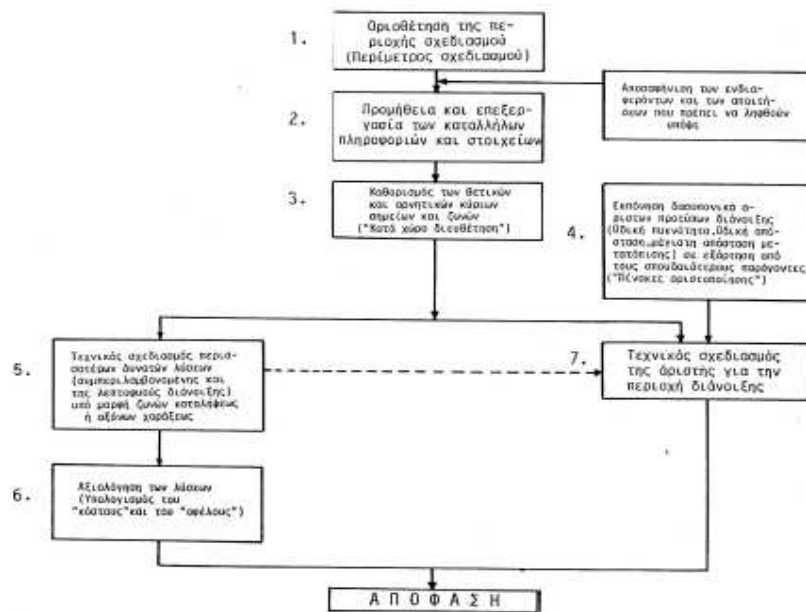 1.
Οριοθέτηση της πε-
ριοχής σχεδιασμού
(Περίμετρος σχεδιασμού)
Αποσαφήνιση των ενδια-
φερόντων και των απαιτή-
σεων που πρέπει να ληφθούν
υπόψη
2.
Προμήθεια και επεξερ-
γασία των καταλλήλων
πληροφοριών και στοιχείων
3.
Καθορισμός των θετικών
και αρνητικών κύριων
σημείων και ζωνών
("Κατά χώρο διευθέτηση")
4.
Εκπόνηση δασοπονικά ά-
ριστων προτύπων διάνοιξης
(Οδική πυκνότητα, Οδική από-
σταση, μέγιστη απόσταση με-
τατόπισης) σε εξάρτηση από
τους σπουδαιότερους παράγοντες
("Πίνακες αριστοποίησης")
5.
Τεχνικός σχεδιασμός περισ-
σοτέρων δυνατών λύσεων
(συμπεριλαμβανομένης και
της λεπτοφυούς διάνοιξης)
υπό μορφή ζωνών καταλήψεως
ή αξόνων χαράξεως
7.
Τεχνικός σχεδιασμός
της άριστης για την
περιοχή διάνοιξης
6.
Αξιολόγηση των λύσεων
(Υπολογισμός του
"κόστους" και του "οφέλους")
ΑΠΟΦΑΣΗ